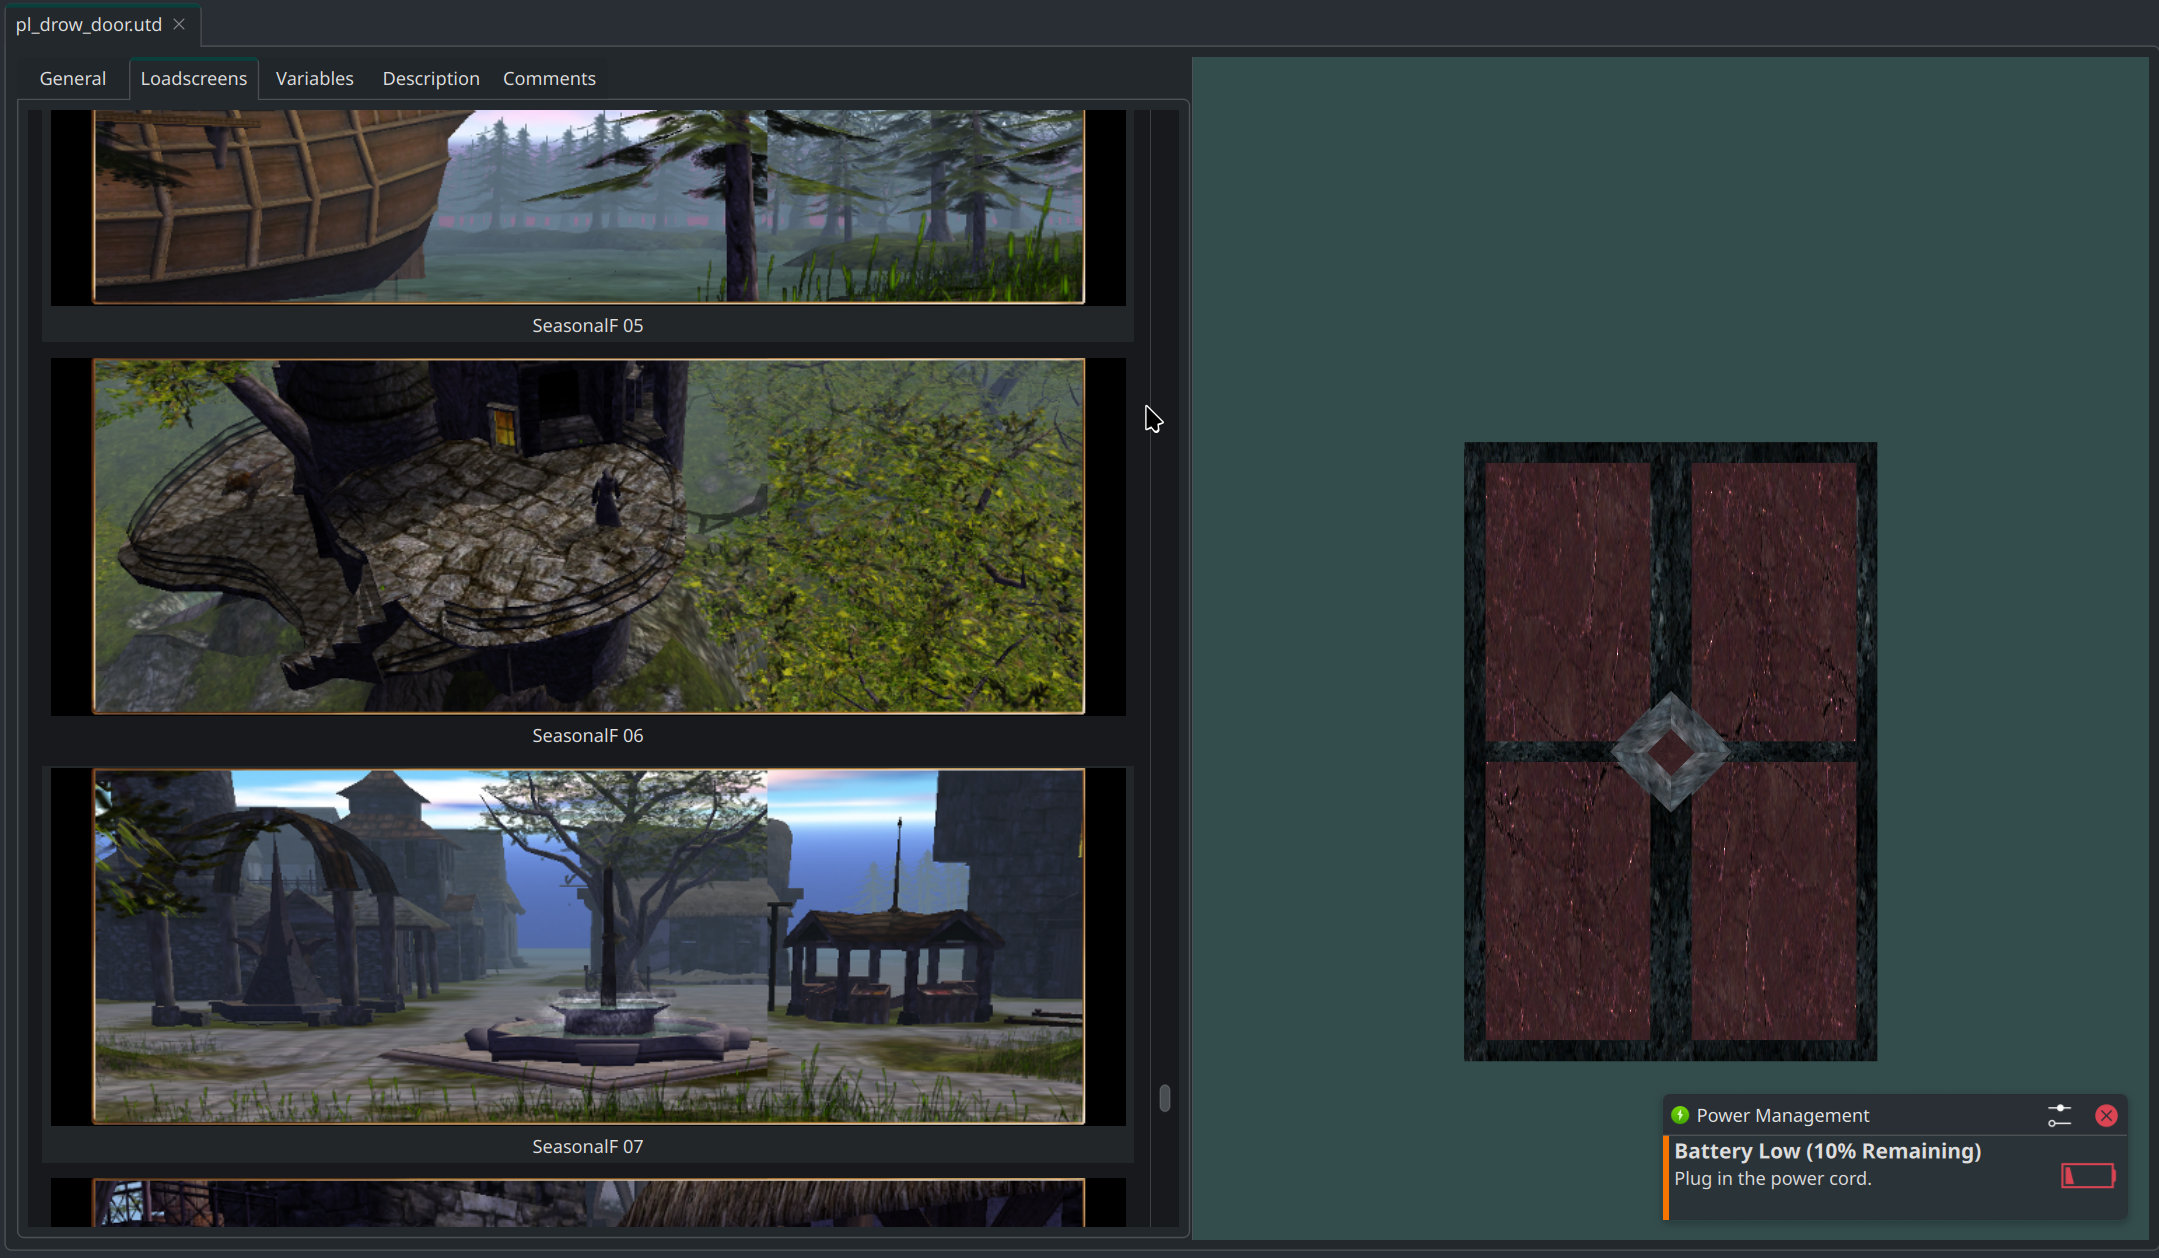 pl_drow_door.utd
General
Loadscreens
Variables
Description
Comments
SeasonalF 05
SeasonalF 06
SeasonalF 07
Power Management
Battery Low (10% Remaining)
Plug in the power cord.